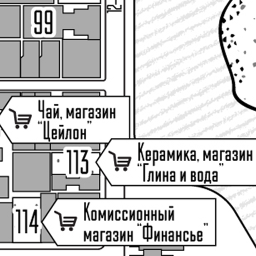 99
Чай, магазин
"Цейлон"
113
Керамика, магазин
"Глина и вода"
114
Комиссионный
магазин "Финансье"